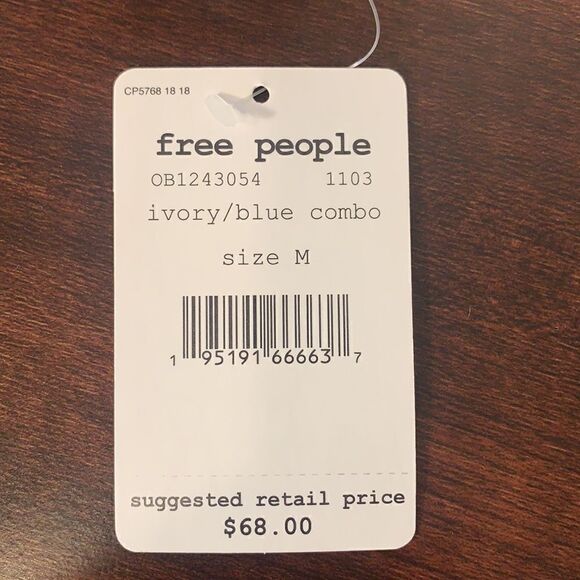 CP5768 18 18
free people
OB1243054 1103
ivory/blue combo
size M
1 95191 66663 7
suggested retail price
$68.00